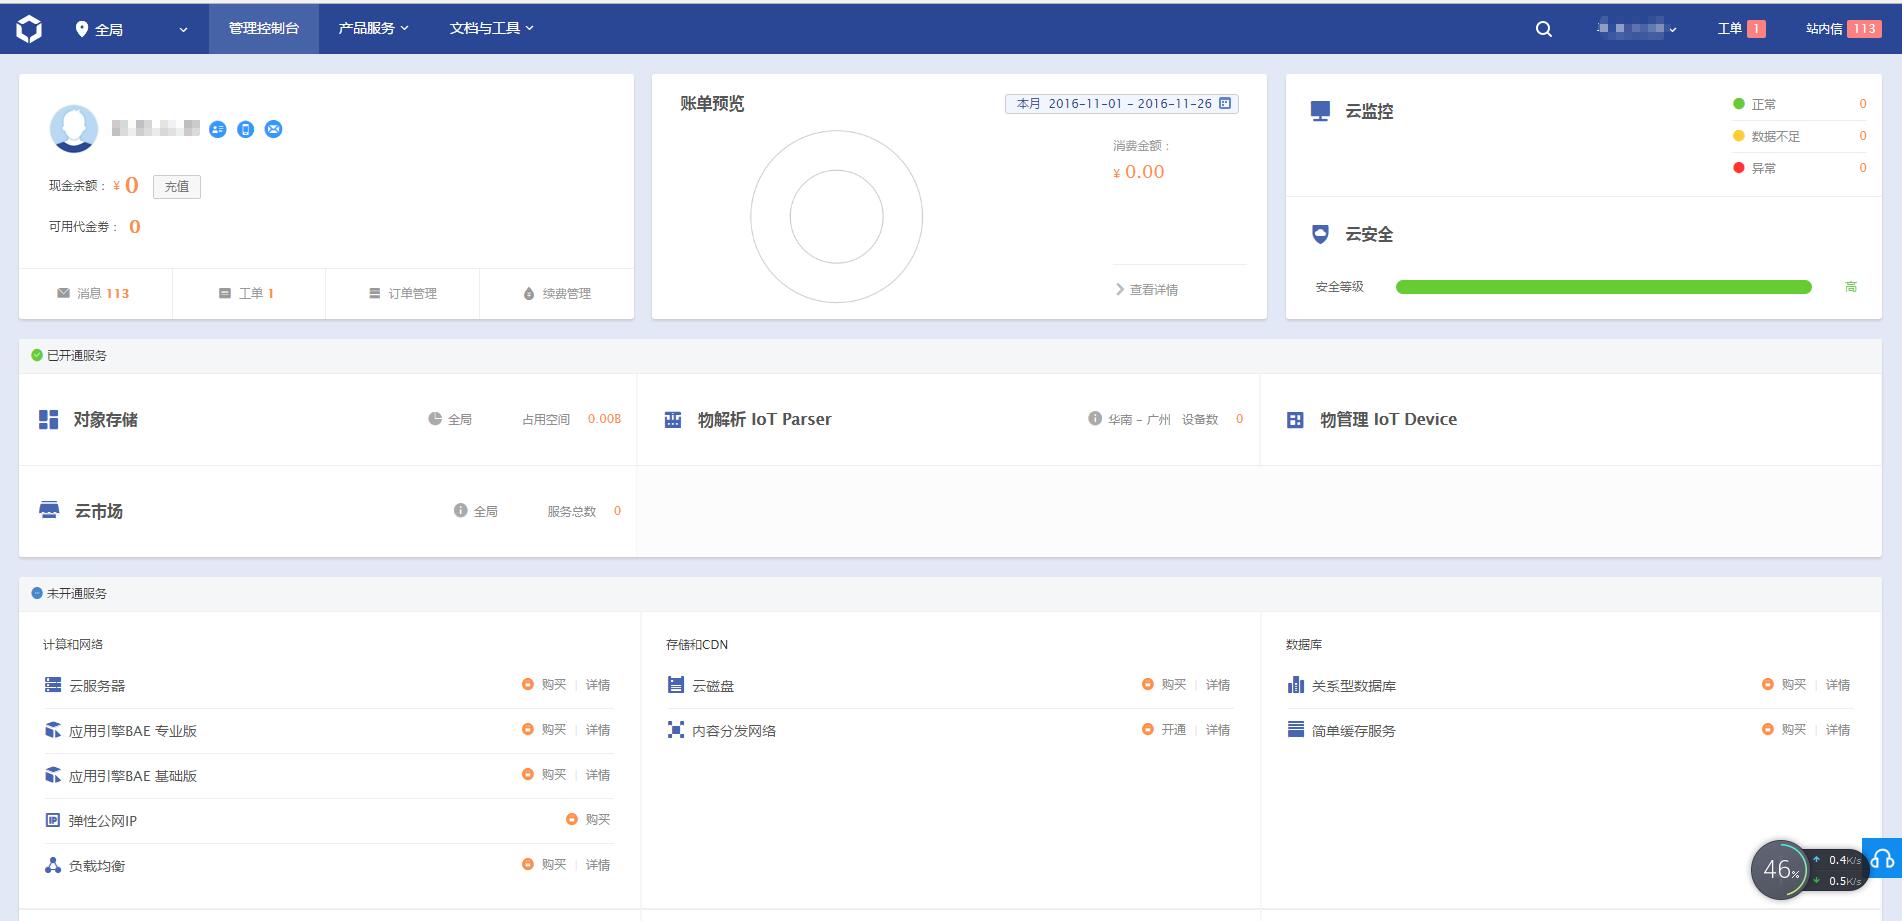 全局 管理控制台 产品服务 文档与工具 工单 1 站内信 113
现金余额： ¥ 0 充值
可用代金券： 0
消息 113 工单 1 订单管理 续费管理
账单预览 本月 2016-11-01 - 2016-11-26
消费金额：
¥ 0.00
查看详情
云监控
正常 0
数据不足 0
异常 0
云安全
安全等级 高
已开通服务
对象存储 全局 占用空间 0.00B 物解析 IoT Parser 华南 - 广州 设备数 0 物管理 IoT Device
云市场 全局 服务总数 0
未开通服务
计算和网络
云服务器 购买 | 详情
应用引擎BAE 专业版 购买 | 详情
应用引擎BAE 基础版 购买 | 详情
弹性公网IP 购买
负载均衡 购买 | 详情
存储和CDN
云磁盘 购买 | 详情
内容分发网络 开通 | 详情
数据库
关系型数据库 购买 | 详情
简单缓存服务 购买 | 详情
46%
0.4K/s
0.5K/s